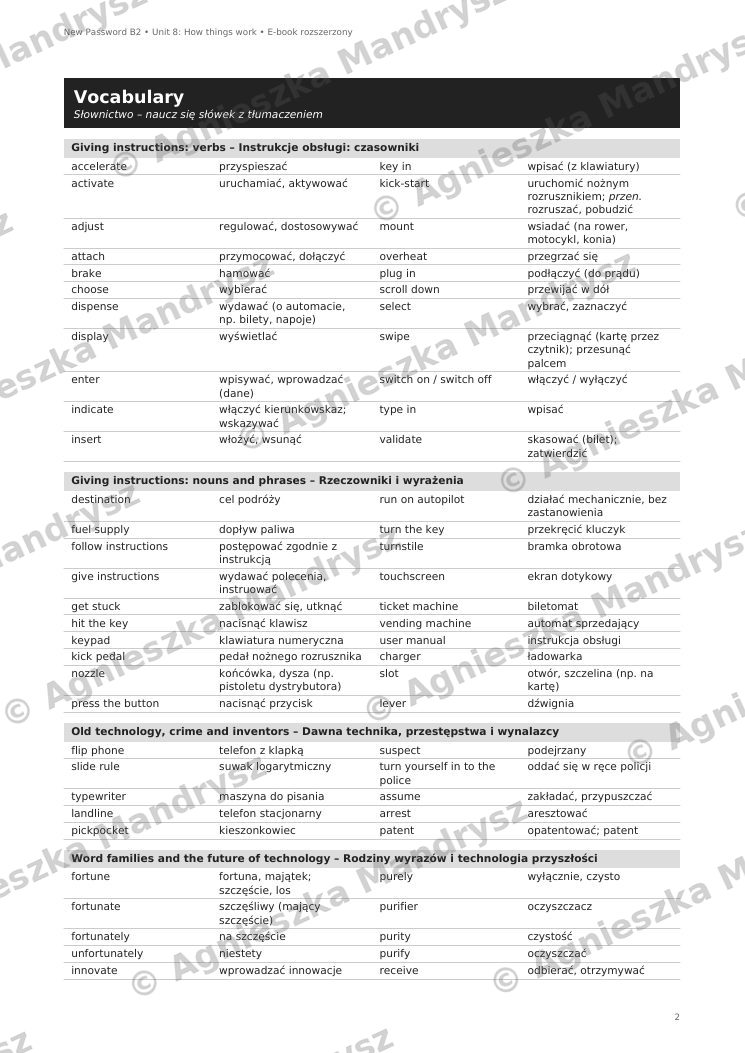 New Password B2 • Unit 8: How things work • E-book rozszerzony
Vocabulary
Słownictwo – naucz się słówek z tłumaczeniem
Giving instructions: verbs – Instrukcje obsługi: czasowniki
accelerate przyspieszać key in wpisać (z klawiatury)
activate uruchamiać, aktywować kick-start uruchomić nożnym
rozrusznikiem; przen.
rozruszać, pobudzić
adjust regulować, dostosowywać mount wsiadać (na rower,
motocykl, konia)
attach przymocować, dołączyć overheat przegrzać się
brake hamować plug in podłączyć (do prądu)
choose wybierać scroll down przewijać w dół
dispense wydawać (o automacie, select wybrać, zaznaczyć
np. bilety, napoje)
display wyświetlać swipe przeciągnąć (kartę przez
czytnik); przesunąć
palcem
enter wpisywać, wprowadzać switch on / switch off włączyć / wyłączyć
(dane)
indicate włączyć kierunkowskaz; type in wpisać
wskazywać
insert włożyć, wsunąć validate skasować (bilet);
zatwierdzić
Giving instructions: nouns and phrases – Rzeczowniki i wyrażenia
destination cel podróży run on autopilot działać mechanicznie, bez
zastanowienia
fuel supply dopływ paliwa turn the key przekręcić kluczyk
follow instructions postępować zgodnie z turnstile bramka obrotowa
instrukcją
give instructions wydawać polecenia, touchscreen ekran dotykowy
instruować
get stuck zablokować się, utknąć ticket machine biletomat
hit the key nacisnąć klawisz vending machine automat sprzedający
keypad klawiatura numeryczna user manual instrukcja obsługi
kick pedal pedał nożnego rozrusznika charger ładowarka
nozzle końcówka, dysza (np. slot otwór, szczelina (np. na
pistoletu dystrybutora) kartę)
press the button nacisnąć przycisk lever dźwignia
Old technology, crime and inventors – Dawna technika, przestępstwa i wynalazcy
flip phone telefon z klapką suspect podejrzany
slide rule suwak logarytmiczny turn yourself in to the oddać się w ręce policji
police
typewriter maszyna do pisania assume zakładać, przypuszczać
landline telefon stacjonarny arrest aresztować
pickpocket kieszonkowiec patent opatentować; patent
Word families and the future of technology – Rodziny wyrazów i technologia przyszłości
fortune fortuna, majątek; purely wyłącznie, czysto
szczęście, los
fortunate szczęśliwy (mający purifier oczyszczacz
szczęście)
fortunately na szczęście purity czystość
unfortunately niestety purify oczyszczać
innovate wprowadzać innowacje receive odbierać, otrzymywać
2
© Agnieszka Mandrysz